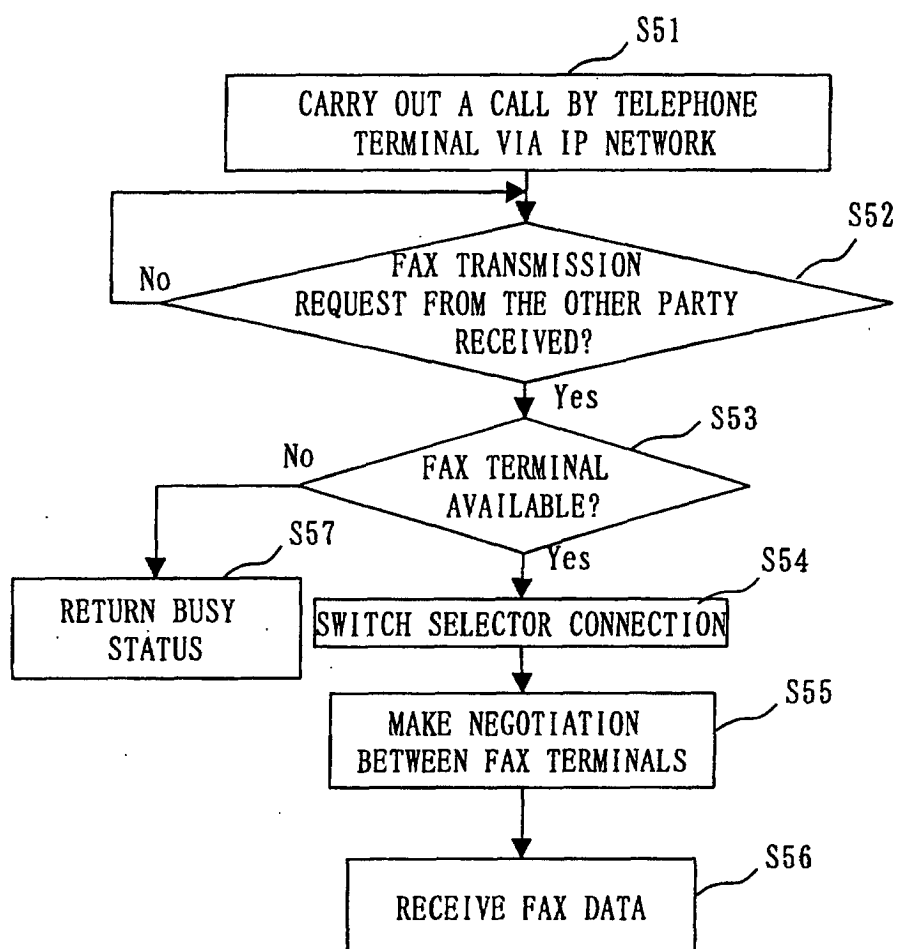 S51
CARRY OUT A CALL BY TELEPHONE
TERMINAL VIA IP NETWORK
S52
No
FAX TRANSMISSION
REQUEST FROM THE OTHER PARTY
RECEIVED?
Yes
S53
No
FAX TERMINAL
AVAILABLE?
S57
Yes
S54
RETURN BUSY
STATUS
SWITCH SELECTOR CONNECTION
S55
MAKE NEGOTIATION
BETWEEN FAX TERMINALS
S56
RECEIVE FAX DATA